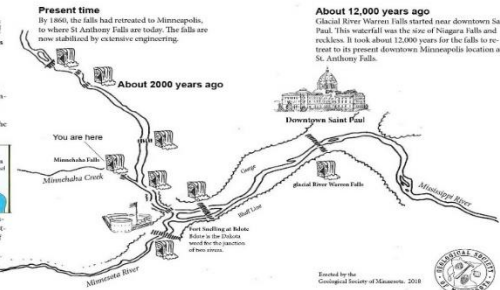 Present time
By 1860, the falls had retreated to Minneapolis,
to where St Anthony Falls are today. The falls are
now stabilized by extensive engineering.
About 12,000 years ago
Glacial River Warren Falls started near downtown Sa
Paul. This waterfall was the size of Niagara Falls and
reckless. It took about 12,000 years for the falls to re-
treat to its present downtown Minneapolis location a
St. Anthony Falls.
About 2000 years ago
Downtown Saint Paul
You are here
Minnehaha Falls
Minnehaha Creek
Gorge
glacial River Warren Falls
Mississippi River
Bluff Line
Fort Snelling at Bdote
Bdote is the Dakota
word for the junction
of two rivers.
Minnesota River
Erected by the
Geological Society of Minnesota. 2018
GEOLOGICAL SOCIETY